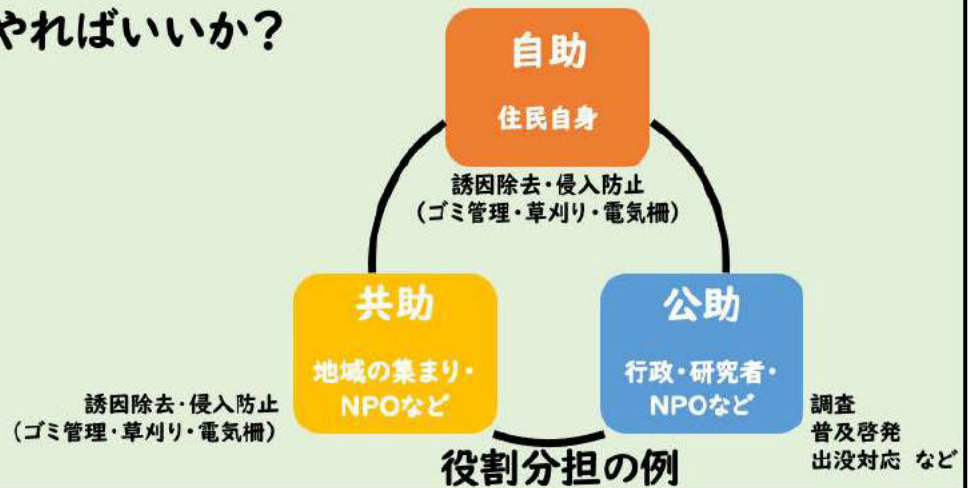 やればいいか？
自助
住民自身
誘因除去・侵入防止
（ゴミ管理・草刈り・電気柵）
共助
地域の集まり・
NPOなど
誘因除去・侵入防止
（ゴミ管理・草刈り・電気柵）
公助
行政・研究者・
NPOなど
調査
普及啓発
出没対応 など
役割分担の例